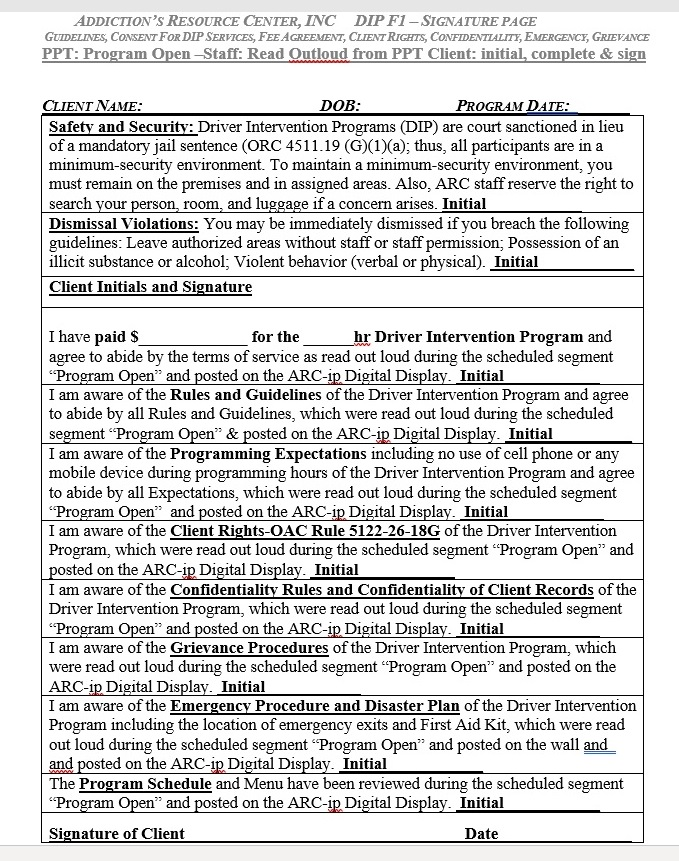 ADDICTION'S RESOURCE CENTER, INC DIP F1 – SIGNATURE PAGE
GUIDELINES, CONSENT FOR DIP SERVICES, FEE AGREEMENT, CLIENT RIGHTS, CONFIDENTIALITY, EMERGENCY, GRIEVANCE
PPT: Program Open –Staff: Read Outloud from PPT Client: initial, complete & sign
CLIENT NAME: DOB: PROGRAM DATE:
Safety and Security: Driver Intervention Programs (DIP) are court sanctioned in lieu
of a mandatory jail sentence (ORC 4511.19 (G)(1)(a); thus, all participants are in a
minimum-security environment. To maintain a minimum-security environment, you
must remain on the premises and in assigned areas. Also, ARC staff reserve the right to
search your person, room, and luggage if a concern arises. Initial
Dismissal Violations: You may be immediately dismissed if you breach the following
guidelines: Leave authorized areas without staff or staff permission; Possession of an
illicit substance or alcohol; Violent behavior (verbal or physical). Initial
Client Initials and Signature
I have paid $_____________ for the ______hr Driver Intervention Program and
agree to abide by the terms of service as read out loud during the scheduled segment
“Program Open” and posted on the ARC-ip Digital Display. Initial
I am aware of the Rules and Guidelines of the Driver Intervention Program and agree
to abide by all Rules and Guidelines, which were read out loud during the scheduled
segment “Program Open” & posted on the ARC-ip Digital Display. Initial
I am aware of the Programming Expectations including no use of cell phone or any
mobile device during programming hours of the Driver Intervention Program and agree
to abide by all Expectations, which were read out loud during the scheduled segment
“Program Open” and posted on the ARC-ip Digital Display. Initial
I am aware of the Client Rights-OAC Rule 5122-26-18G of the Driver Intervention
Program, which were read out loud during the scheduled segment “Program Open” and
posted on the ARC-ip Digital Display. Initial
I am aware of the Confidentiality Rules and Confidentiality of Client Records of the
Driver Intervention Program, which were read out loud during the scheduled segment
“Program Open” and posted on the ARC-ip Digital Display. Initial
I am aware of the Grievance Procedures of the Driver Intervention Program, which
were read out loud during the scheduled segment “Program Open” and posted on the
ARC-ip Digital Display. Initial
I am aware of the Emergency Procedure and Disaster Plan of the Driver Intervention
Program including the location of emergency exits and First Aid Kit, which were read
out loud during the scheduled segment “Program Open” and posted on the wall and
and posted on the ARC-ip Digital Display. Initial
The Program Schedule and Menu have been reviewed during the scheduled segment
“Program Open” and posted on the ARC-ip Digital Display. Initial
Signature of Client Date